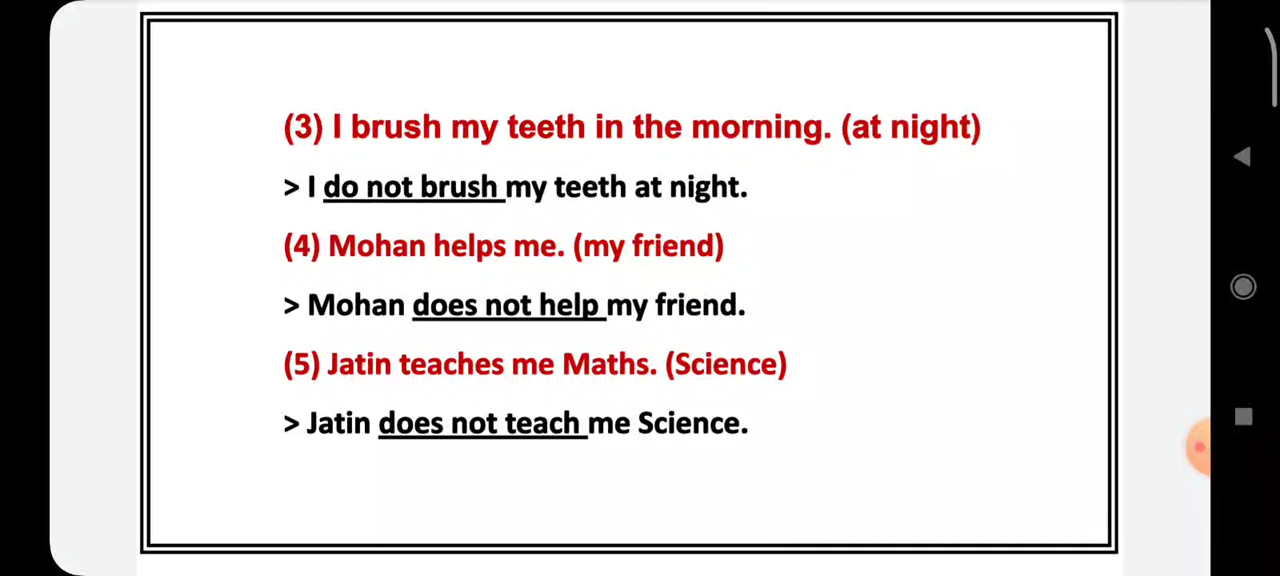 (3) I brush my teeth in the morning. (at night)
> I do not brush my teeth at night.
(4) Mohan helps me. (my friend)
> Mohan does not help my friend.
(5) Jatin teaches me Maths. (Science)
> Jatin does not teach me Science.